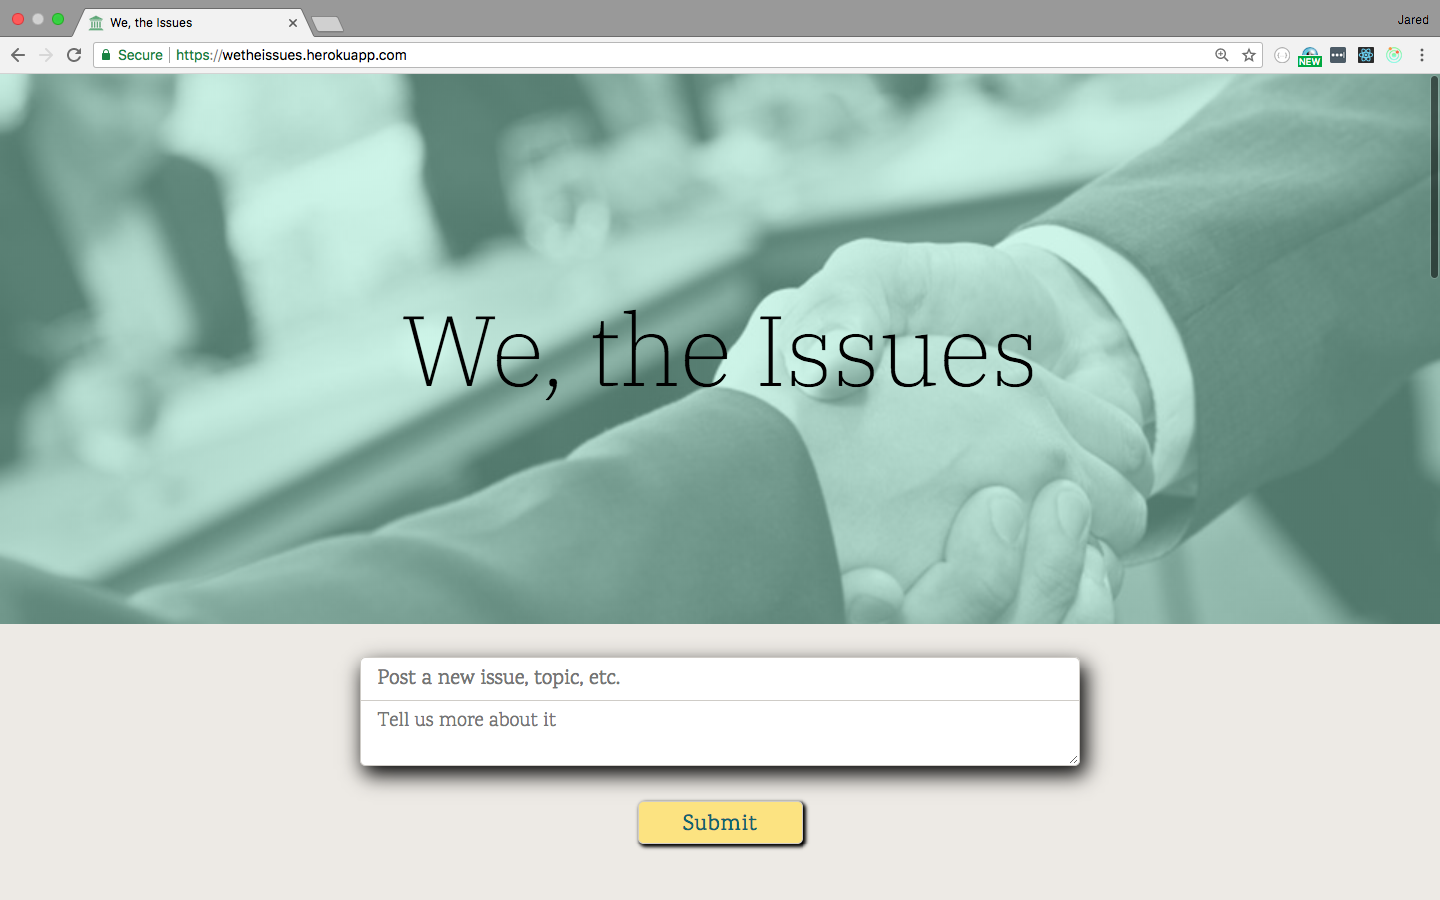 We, the Issues
Jared
Secure
https://wetheissues.herokuapp.com
NEW
We, the Issues
Post a new issue, topic, etc.
Tell us more about it
Submit